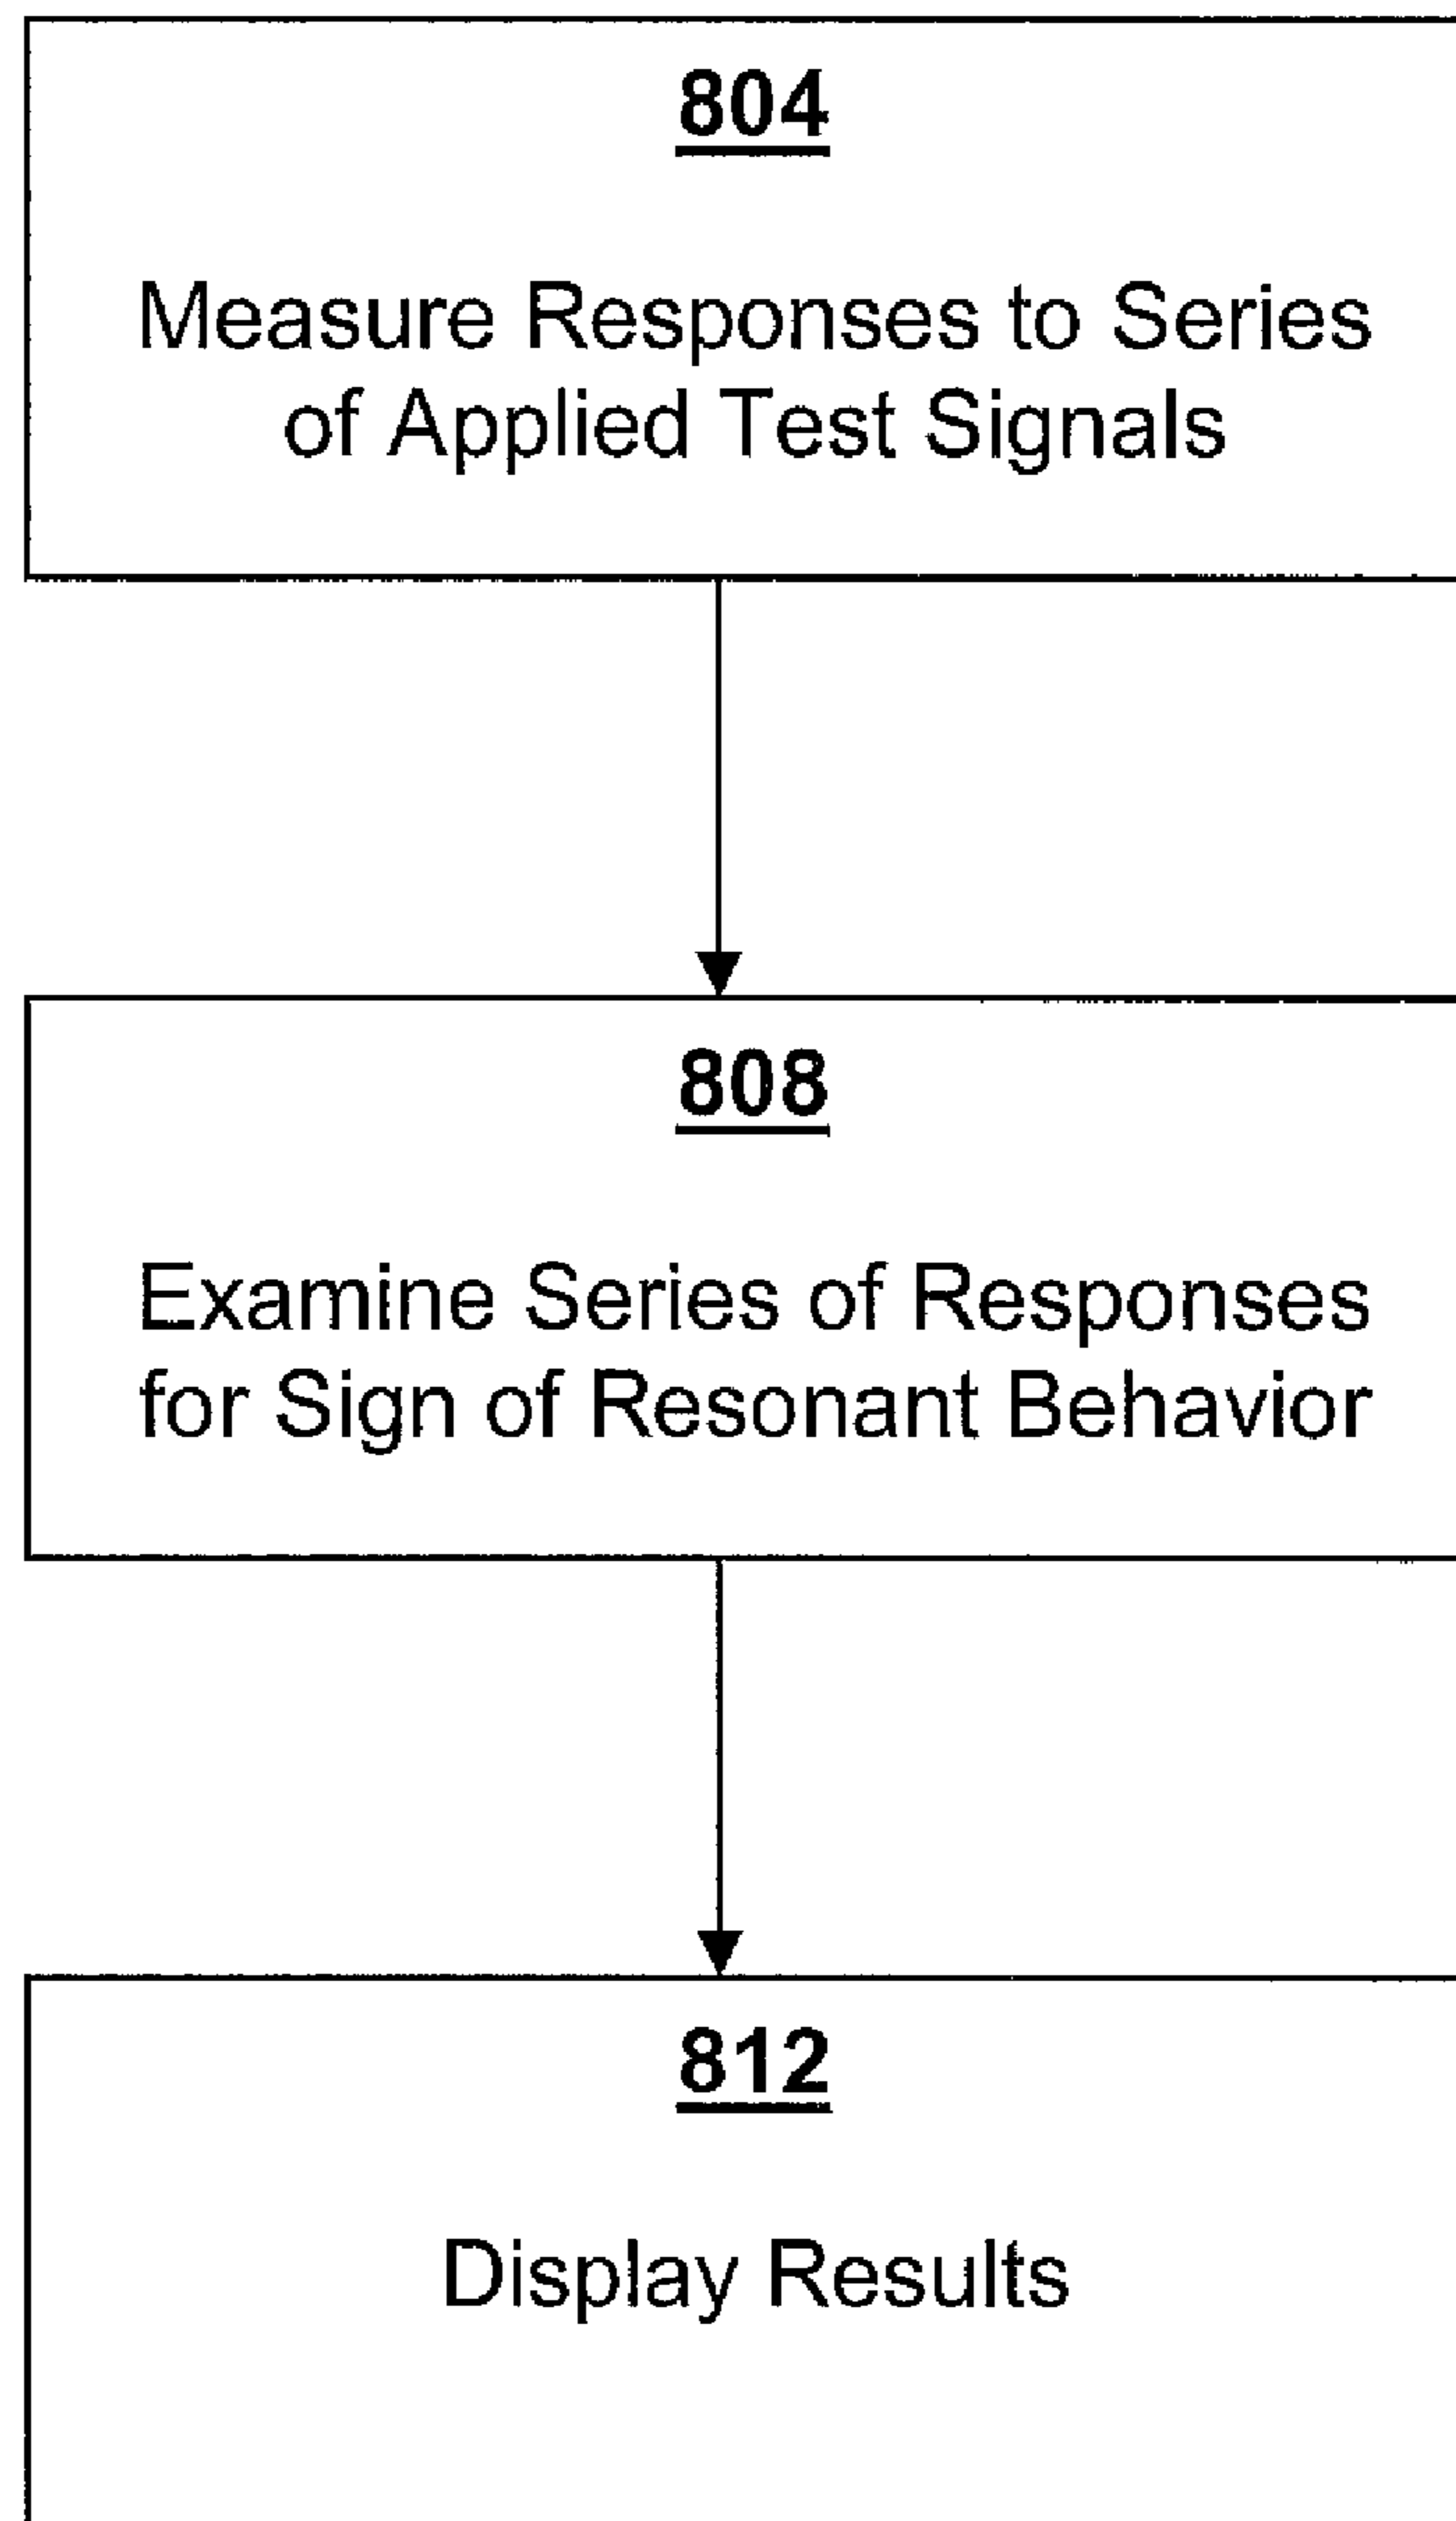 804
Measure Responses to Series
of Applied Test Signals
808
Examine Series of Responses
for Sign of Resonant Behavior
812
Display Results